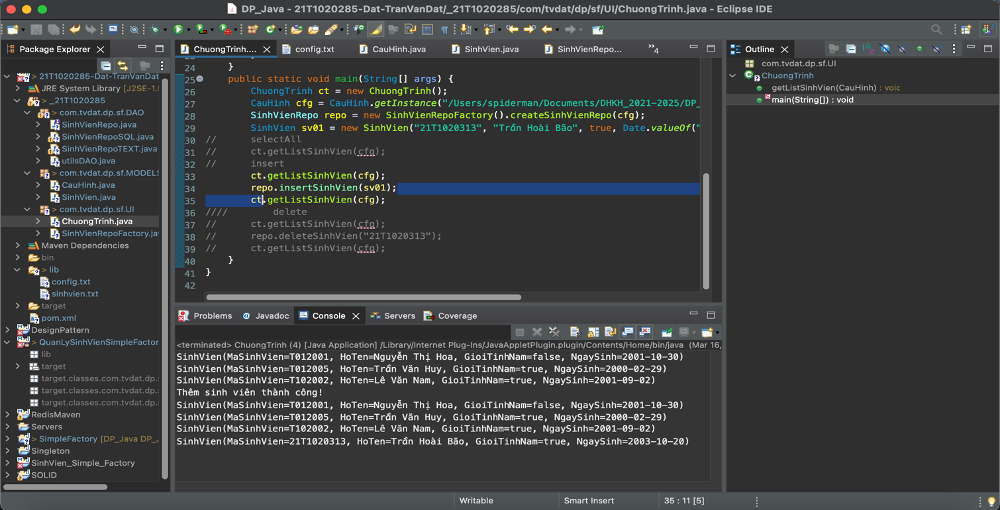 DP_Java - 21T1020285-Dat-TranVanDat/_21T1020285/com/tvdat/dp/sf/UI/ChuongTrinh.java - Eclipse IDE
Package Explorer
> 21T1020285-Dat-TranVanDat
JRE System Library [J2SE-1.
> _21T1020285
> com.tvdat.dp.sf.DAO
SinhVienRepo.java
SinhVienRepoSQL.java
SinhVienRepoTEXT.java
utilsDAO.java
> com.tvdat.dp.sf.MODELS
CauHinh.java
SinhVien.java
> com.tvdat.dp.sf.UI
ChuongTrinh.java
SinhVienRepoFactory.ja
Maven Dependencies
bin
> lib
config.txt
sinhvien.txt
target
pom.xml
DesignPattern
> QuanLySinhVienSimpleFactor
lib
target
target.classes.com.tvdat.dp.
target.classes.com.tvdat.dp.
target.classes.com.tvdat.dp.
RedisMaven
Servers
> SimpleFactory [DP_Java DP_
Singleton
SinhVien_Simple_Factory
SOLID
ChuongTrinh.... config.txt CauHinh.java SinhVien.java SinhVienRepo... »4
24 }
25 public static void main(String[] args) {
26 ChuongTrinh ct = new ChuongTrinh();
27 CauHinh cfg = CauHinh.getInstance("/Users/spiderman/Documents/DHKH_2021-2025/DP_
28 SinhVienRepo repo = new SinhVienRepoFactory().createSinhVienRepo(cfg);
29 SinhVien sv01 = new SinhVien("21T1020313", "Trần Hoài Bão", true, Date.valueOf("
30 // selectAll
31 // ct.getListSinhVien(cfg);
32 // insert
33 ct.getListSinhVien(cfg);
34 repo.insertSinhVien(sv01);
35 ct.getListSinhVien(cfg);
36 //// delete
37 // ct.getListSinhVien(cfg);
38 // repo.deleteSinhVien("21T1020313");
39 // ct.getListSinhVien(cfg);
40 }
41 }
42
Problems Javadoc Console Servers Coverage
<terminated> ChuongTrinh (4) [Java Application] /Library/Internet Plug-Ins/JavaAppletPlugin.plugin/Contents/Home/bin/java (Mar 16,
SinhVien(MaSinhVien=T012001, HoTen=Nguyễn Thị Hoa, GioiTinhNam=false, NgaySinh=2001-10-30)
SinhVien(MaSinhVien=T012005, HoTen=Trần Văn Huy, GioiTinhNam=true, NgaySinh=2000-02-29)
SinhVien(MaSinhVien=T102002, HoTen=Lê Văn Nam, GioiTinhNam=true, NgaySinh=2001-09-02)
Thêm sinh viên thành công!
SinhVien(MaSinhVien=T012001, HoTen=Nguyễn Thị Hoa, GioiTinhNam=false, NgaySinh=2001-10-30)
SinhVien(MaSinhVien=T012005, HoTen=Trần Văn Huy, GioiTinhNam=true, NgaySinh=2000-02-29)
SinhVien(MaSinhVien=T102002, HoTen=Lê Văn Nam, GioiTinhNam=true, NgaySinh=2001-09-02)
SinhVien(MaSinhVien=21T1020313, HoTen=Trần Hoài Bão, GioiTinhNam=true, NgaySinh=2003-10-20)
Outline
com.tvdat.dp.sf.UI
ChuongTrinh
getListSinhVien(CauHinh) : voic
main(String[]) : void
Writable Smart Insert 35 : 11 [5]